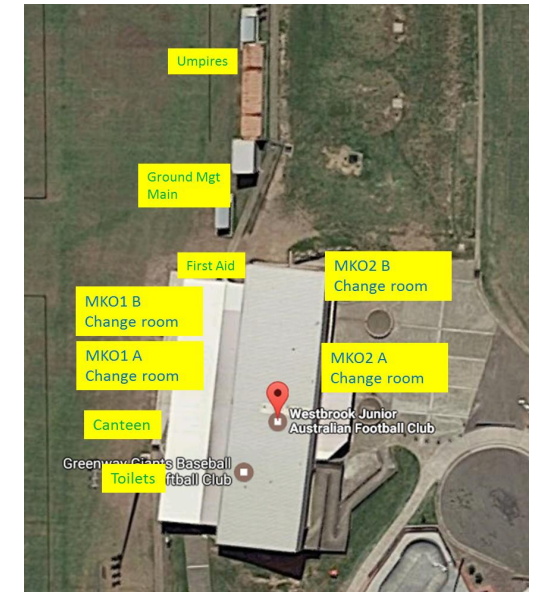 Umpires
Ground Mgt
Main
First Aid
MKO2 B
Change room
MKO1 B
Change room
MKO1 A
Change room
MKO2 A
Change room
Westbrook Junior
Australian Football Club
Canteen
Greenway Giants Baseball
Toilets
Club